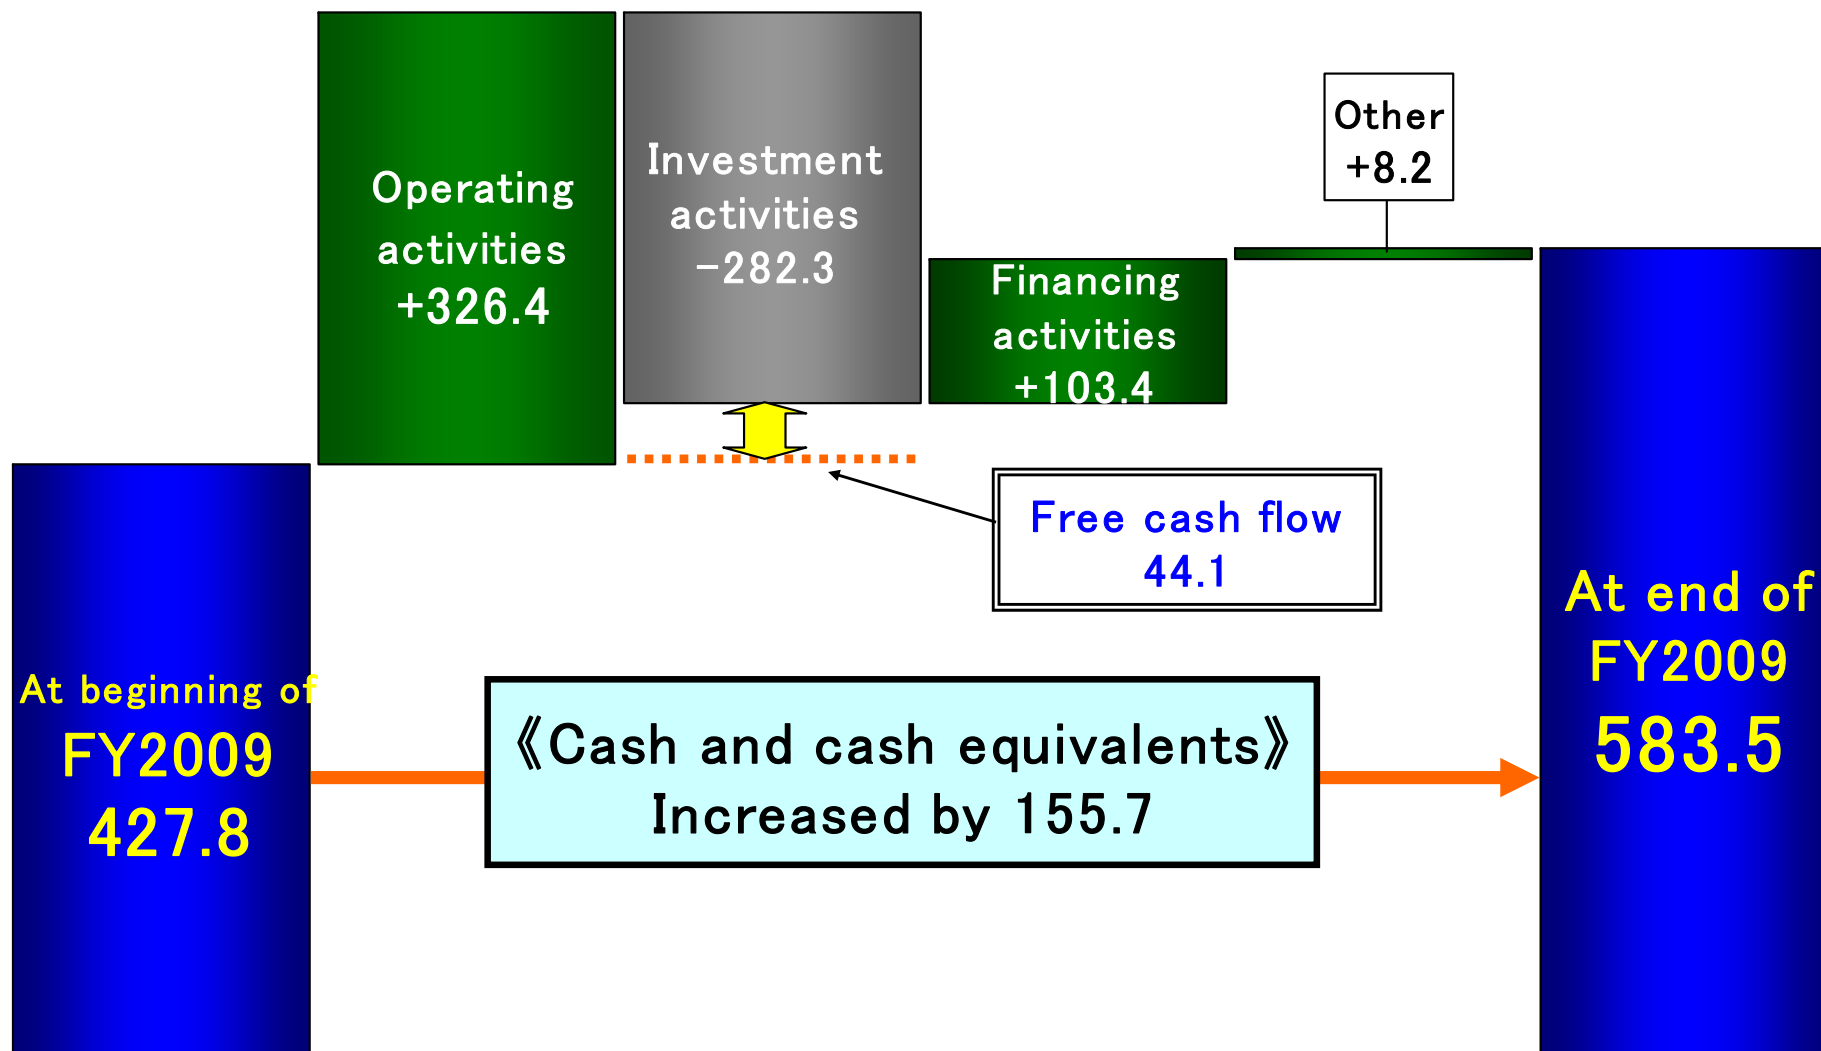 Operating
activities
+326.4
Investment
activities
-282.3
Financing
activities
+103.4
Other
+8.2
Free cash flow
44.1
At beginning of
FY2009
427.8
《Cash and cash equivalents》
Increased by 155.7
At end of
FY2009
583.5